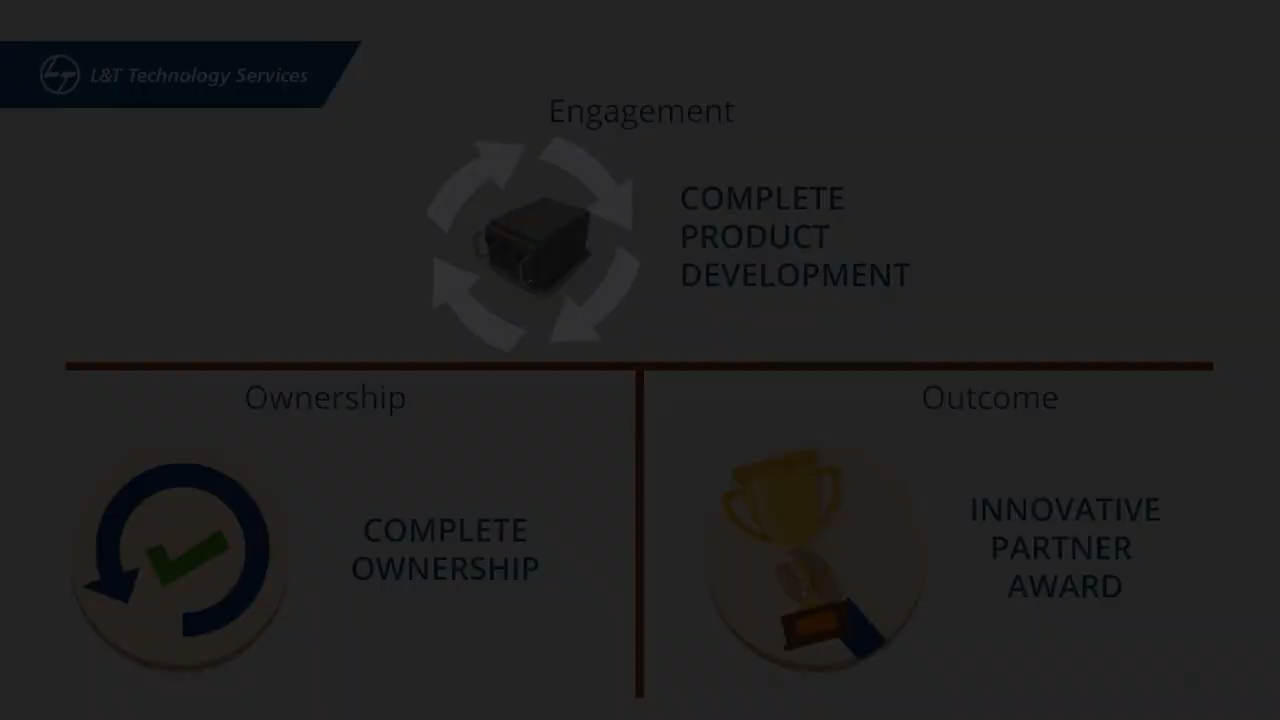 L&T Technology Services
Engagement
COMPLETE
PRODUCT
DEVELOPMENT
Ownership
COMPLETE
OWNERSHIP
Outcome
INNOVATIVE
PARTNER
AWARD